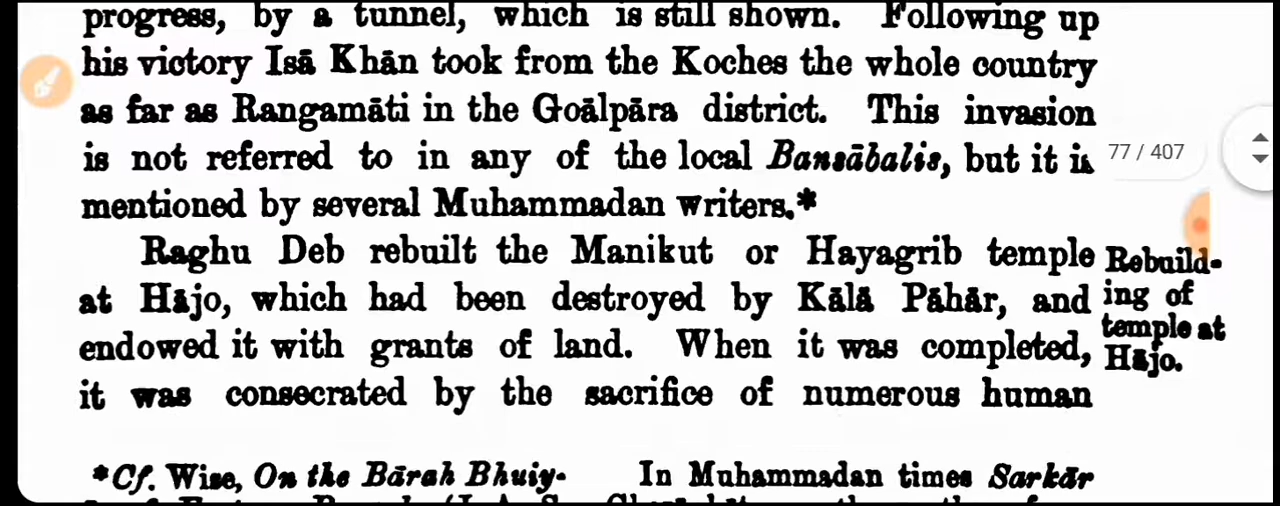 progress, by a tunnel, which is still shown. Following up
his victory Isā Khān took from the Koches the whole country
as far as Rangamāti in the Goālpāra district. This invasion
is not referred to in any of the local Bansābalis, but it is
mentioned by several Muhammadan writers.*
77 / 407
Raghu Deb rebuilt the Manikut or Hayagrib temple
at Hājo, which had been destroyed by Kālā Pāhār, and
endowed it with grants of land. When it was completed,
it was consecrated by the sacrifice of numerous human
Rebuild-
ing of
temple at
Hājo.
*Cf. Wise, On the Bārah Bhuiy-
In Muhammadan times Sarkār